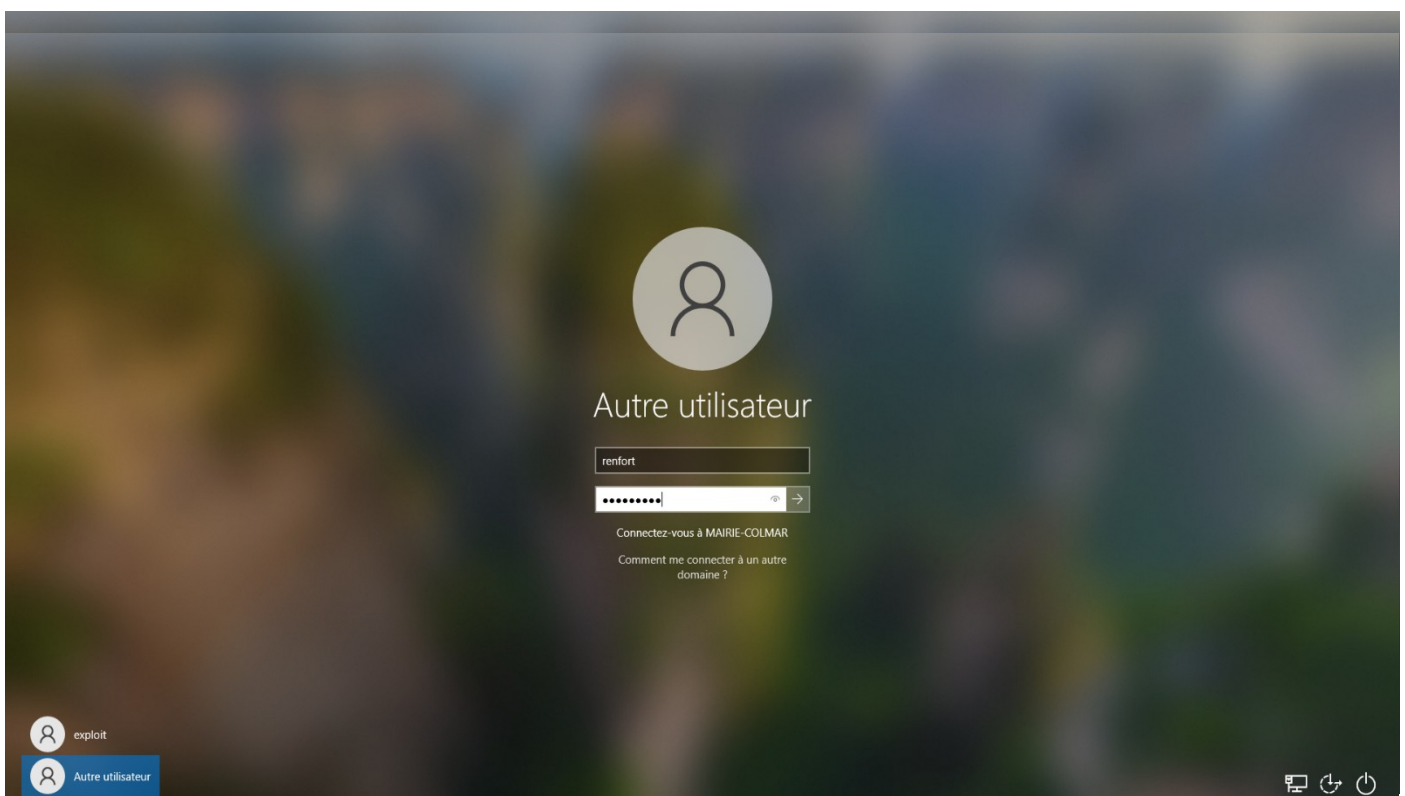 Autre utilisateur
renfort
Connectez-vous à MAIRIE-COLMAR
Comment me connecter à un autre
domaine ?
exploit
Autre utilisateur